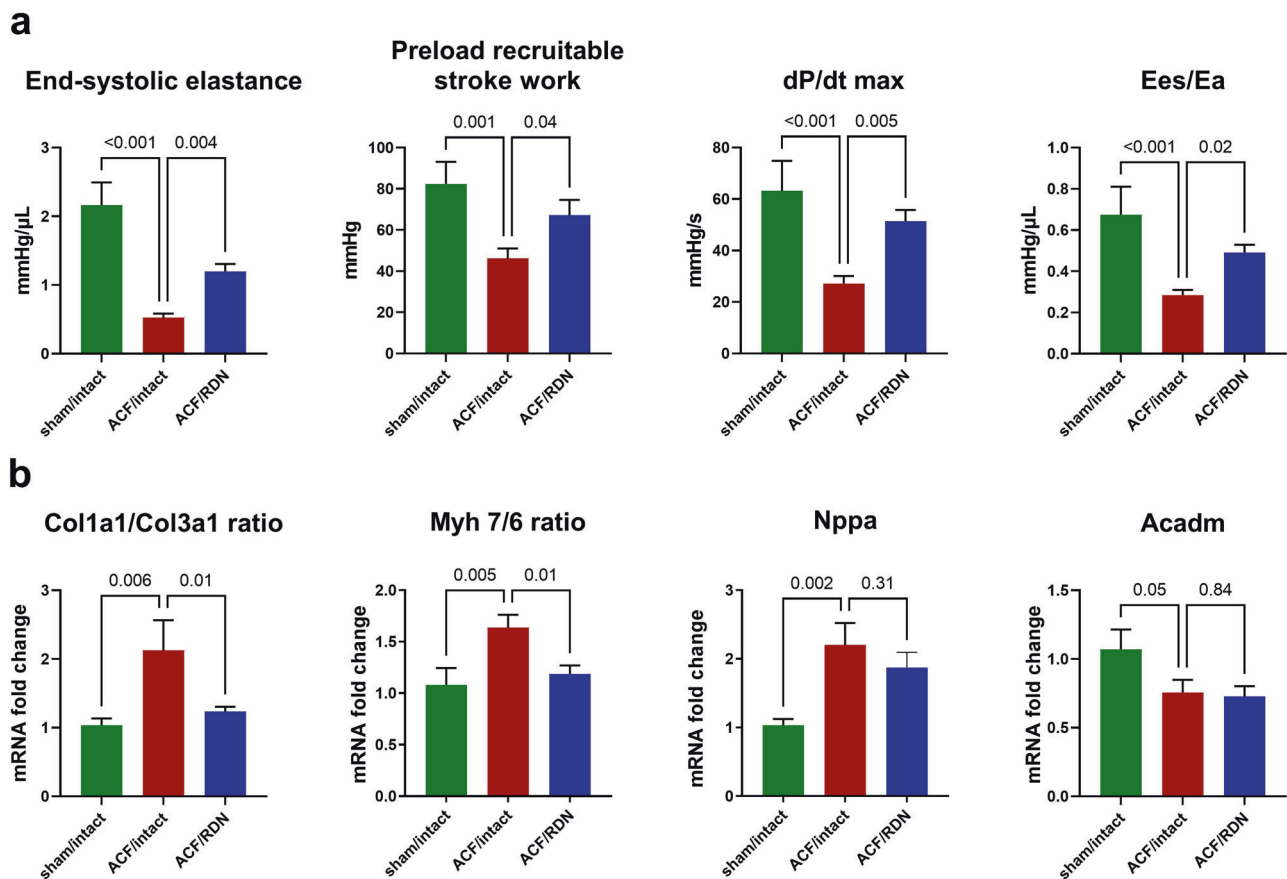 a
End-systolic elastance
<0.001
0.004
mmHg/µL
3
2
1
0
sham/intact
ACF/intact
ACF/RDN
Preload recruitable
stroke work
0.001
0.04
mmHg
100
80
60
40
20
0
sham/intact
ACF/intact
ACF/RDN
dP/dt max
<0.001
0.005
mmHg/s
80
60
40
20
0
sham/intact
ACF/intact
ACF/RDN
Ees/Ea
<0.001
0.02
mmHg/µL
1.0
0.8
0.6
0.4
0.2
0.0
sham/intact
ACF/intact
ACF/RDN
b
Col1a1/Col3a1 ratio
0.006
0.01
mRNA fold change
3
2
1
0
sham/intact
ACF/intact
ACF/RDN
Myh 7/6 ratio
0.005
0.01
mRNA fold change
2.0
1.5
1.0
0.5
0.0
sham/intact
ACF/intact
ACF/RDN
Nppa
0.002
0.31
mRNA fold change
3
2
1
0
sham/intact
ACF/intact
ACF/RDN
Acadm
0.05
0.84
mRNA fold change
1.5
1.0
0.5
0.0
sham/intact
ACF/intact
ACF/RDN